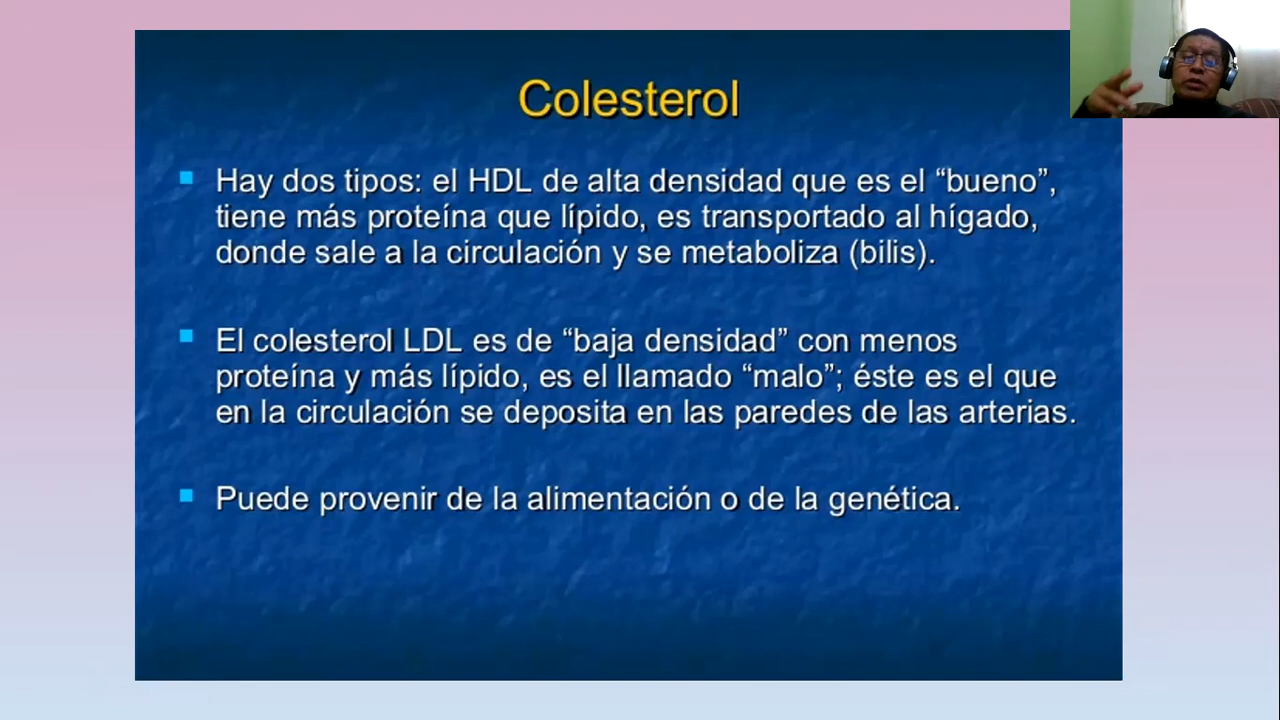 Colesterol
Hay dos tipos: el HDL de alta densidad que es el “bueno”,
tiene más proteína que lípido, es transportado al hígado,
donde sale a la circulación y se metaboliza (bilis).
El colesterol LDL es de “baja densidad” con menos
proteína y más lípido, es el llamado “malo”; éste es el que
en la circulación se deposita en las paredes de las arterias.
Puede provenir de la alimentación o de la genética.